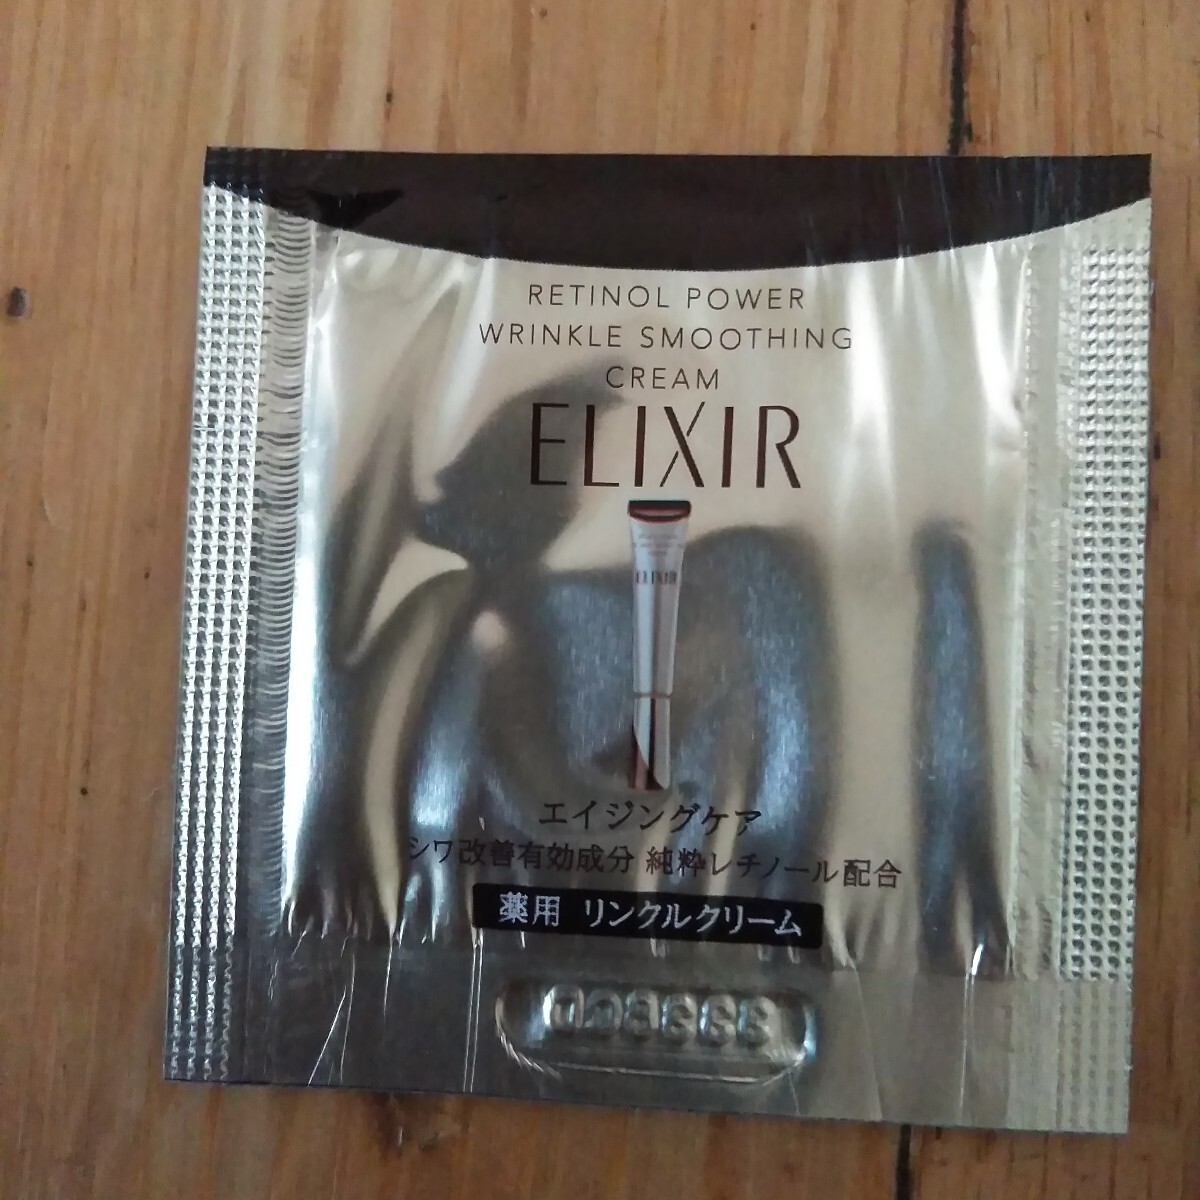 RETINOL POWER
WRINKLE SMOOTHING
CREAM
ELIXIR
ELIXIR
エイジングケア
シワ改善有効成分 純粋レチノール配合
薬用 リンクルクリーム